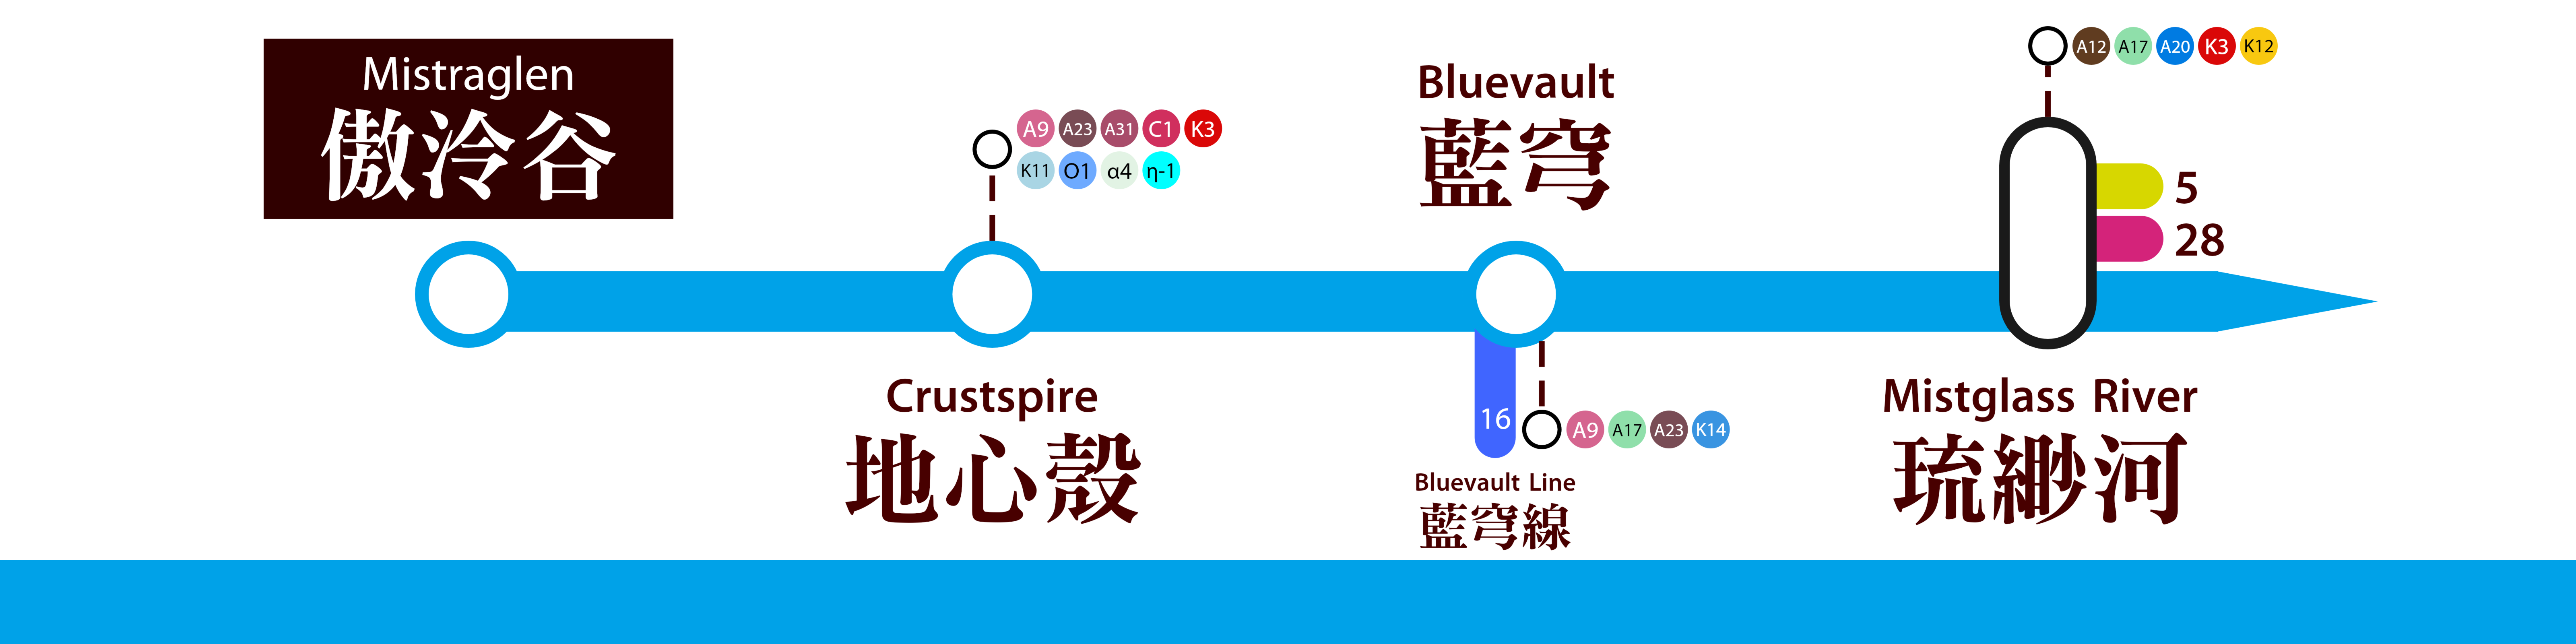 Mistraglen
傲泠谷
A9 A23 A31 C1 K3
K11 O1 α4 η-1
Crustspire
地心殼
Bluevault
藍穹
16
A9 A17 A23 K14
Bluevault Line
藍穹線
A12 A17 A20 K3 K12
5
28
Mistglass River
琉緲河